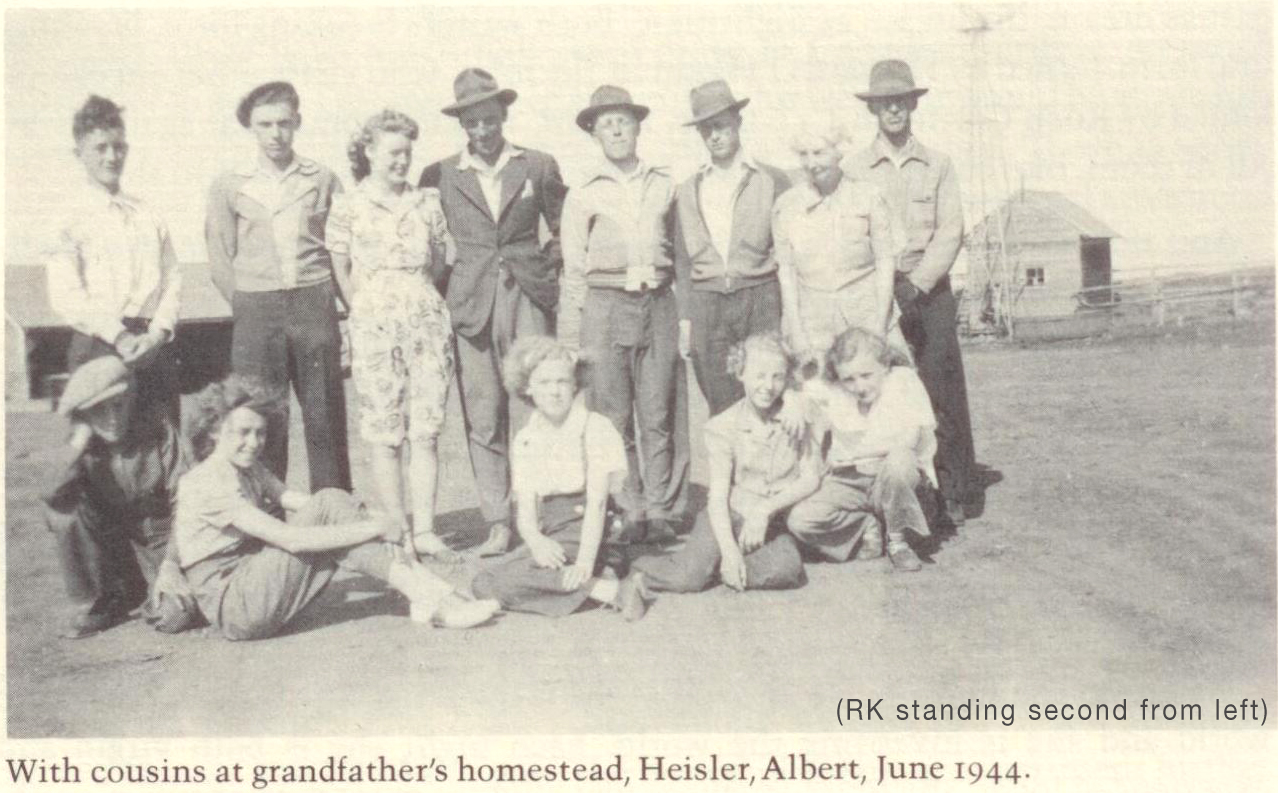 (RK standing second from left)
With cousins at grandfather's homestead, Heisler, Albert, June 1944.